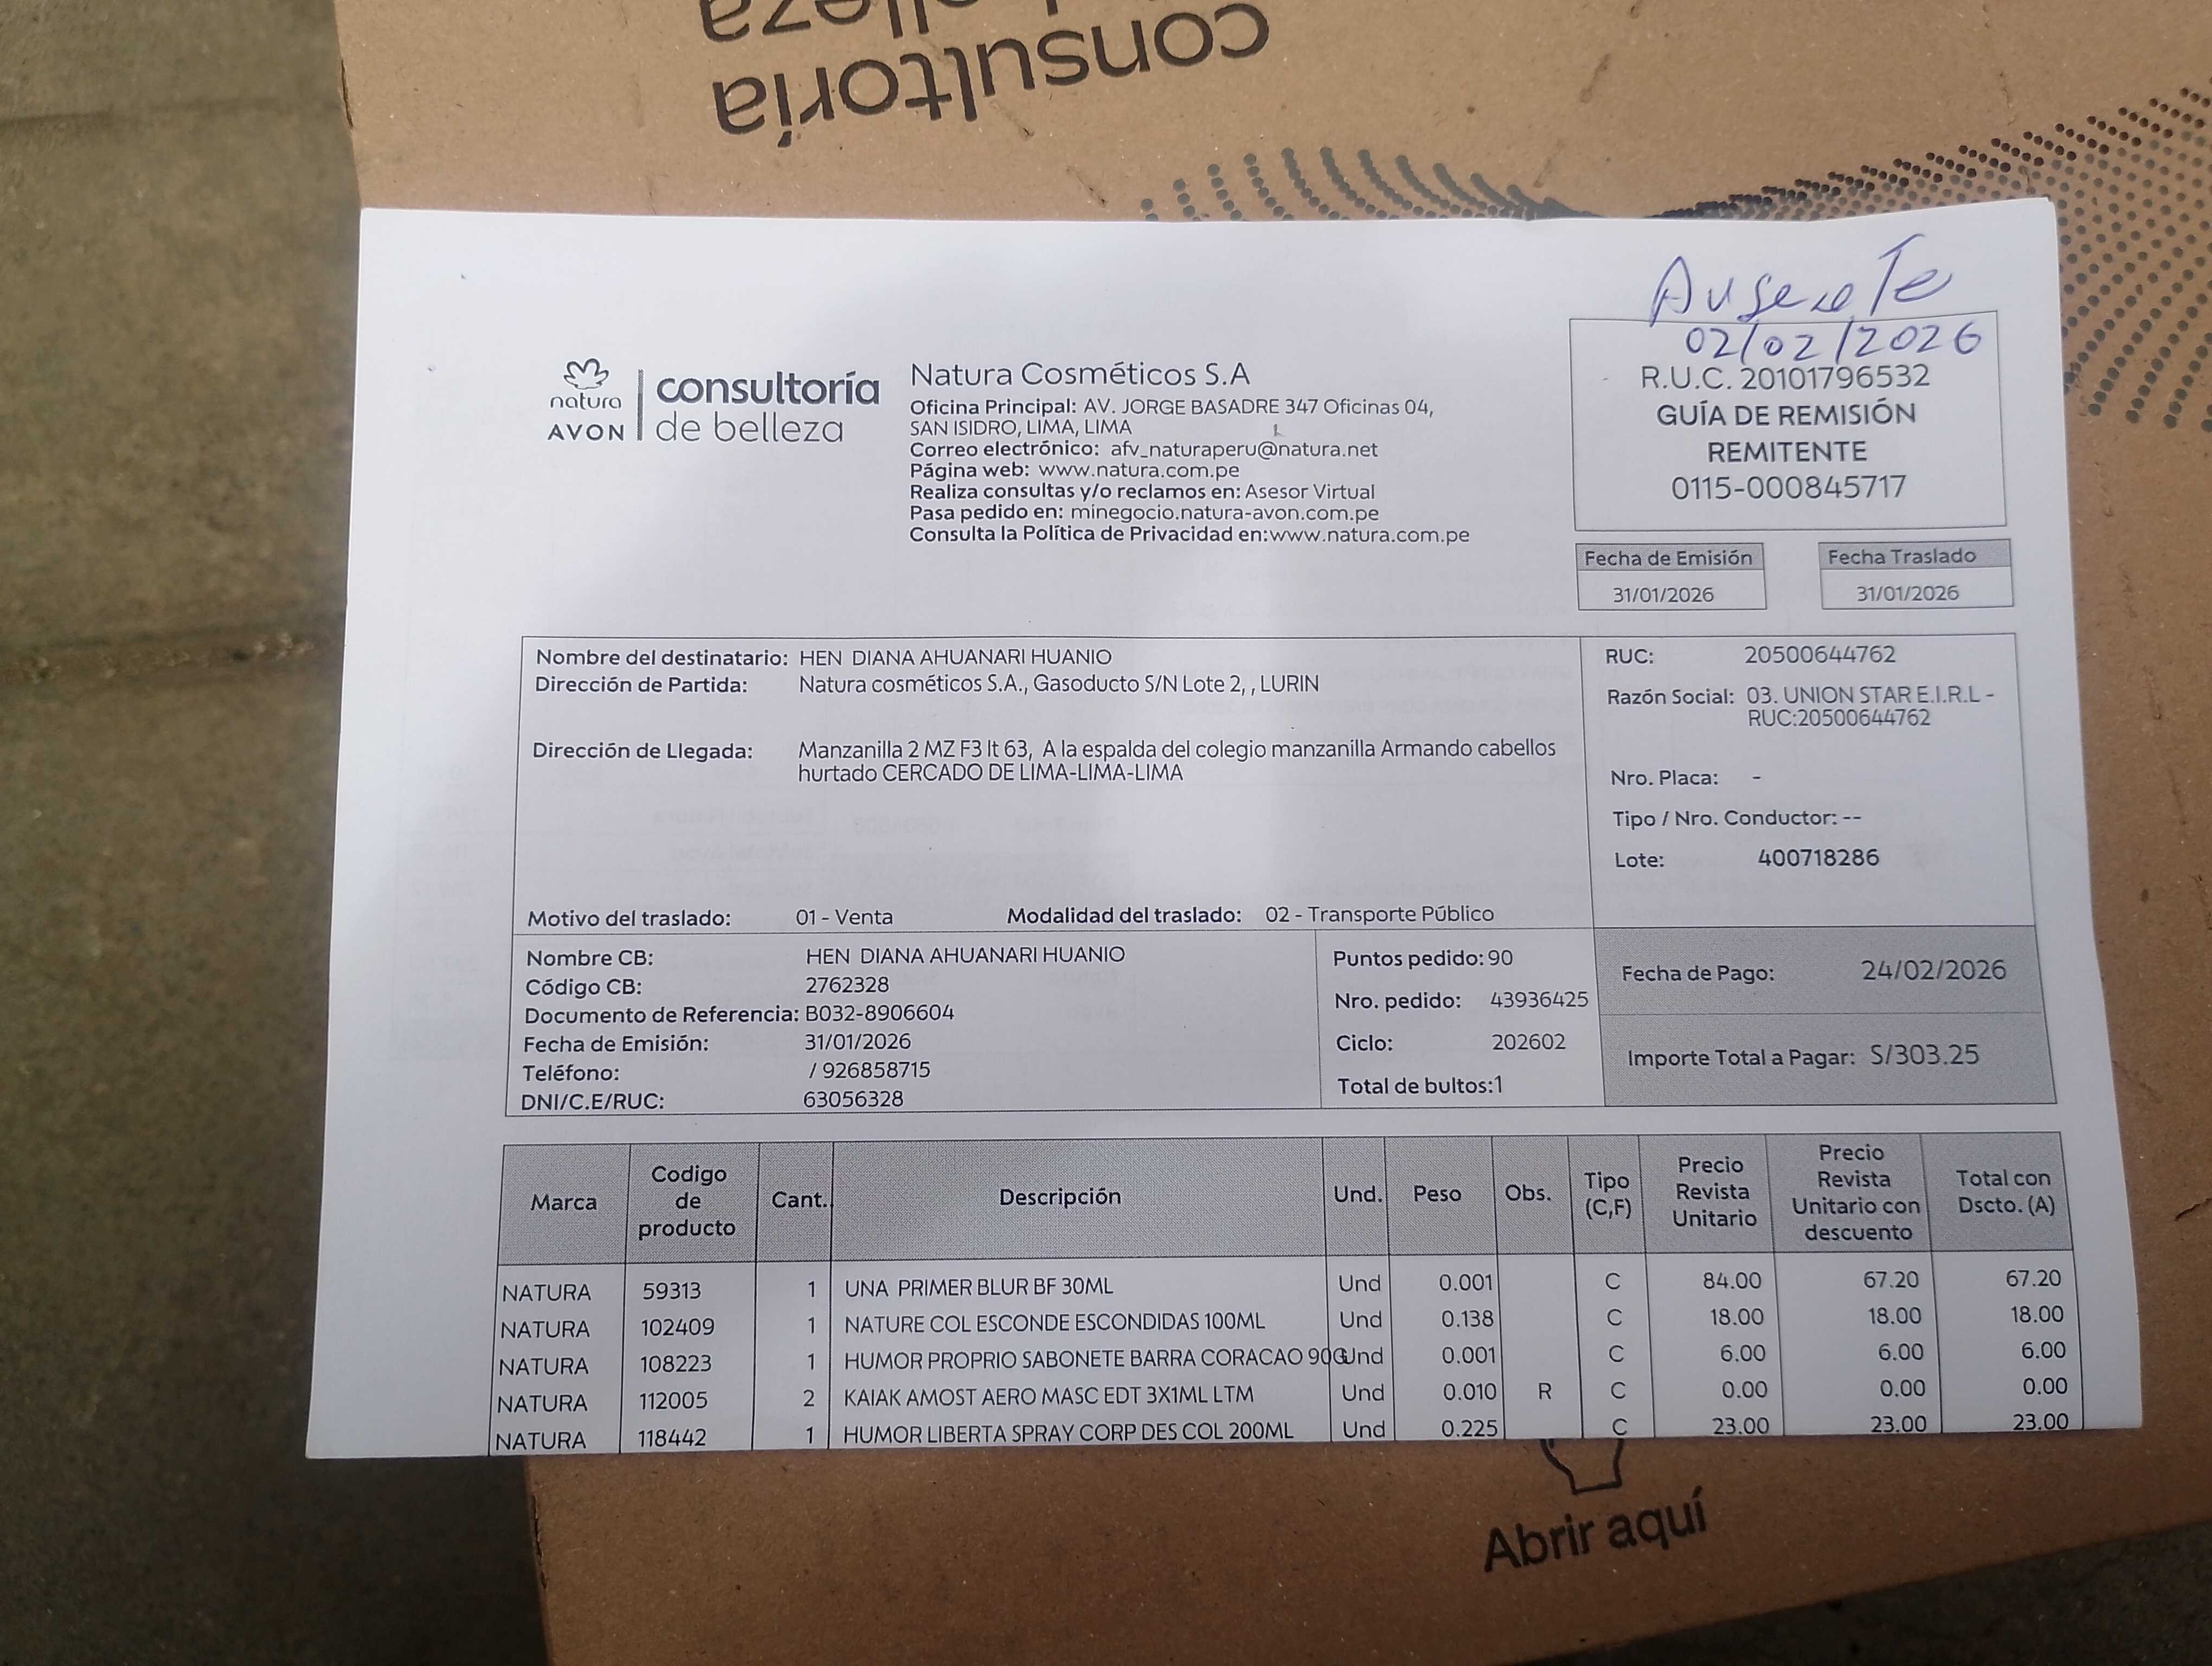 consultoría
de belleza
Ausente
02/02/2026
natura
AVON
consultoría
de belleza
Natura Cosméticos S.A
Oficina Principal: AV. JORGE BASADRE 347 Oficinas 04,
SAN ISIDRO, LIMA, LIMA
Correo electrónico: afv_naturaperu@natura.net
Página web: www.natura.com.pe
Realiza consultas y/o reclamos en: Asesor Virtual
Pasa pedido en: minegocio.natura-avon.com.pe
Consulta la Política de Privacidad en:www.natura.com.pe
R.U.C. 20101796532
GUÍA DE REMISIÓN
REMITENTE
0115-000845717
Fecha de Emisión Fecha Traslado
31/01/2026 31/01/2026
Nombre del destinatario: HEN DIANA AHUANARI HUANIO
Dirección de Partida: Natura cosméticos S.A., Gasoducto S/N Lote 2, , LURIN
Dirección de Llegada: Manzanilla 2 MZ F3 lt 63, A la espalda del colegio manzanilla Armando cabellos
hurtado CERCADO DE LIMA-LIMA-LIMA
Motivo del traslado: 01 - Venta Modalidad del traslado: 02 - Transporte Público
RUC: 20500644762
Razón Social: 03. UNION STAR E.I.R.L -
RUC:20500644762
Nro. Placa: -
Tipo / Nro. Conductor: --
Lote: 400718286
Nombre CB: HEN DIANA AHUANARI HUANIO
Código CB: 2762328
Documento de Referencia: B032-8906604
Fecha de Emisión: 31/01/2026
Teléfono: / 926858715
DNI/C.E/RUC: 63056328
Puntos pedido: 90
Nro. pedido: 43936425
Ciclo: 202602
Total de bultos:1
Fecha de Pago: 24/02/2026
Importe Total a Pagar: S/303.25
Marca Codigo de producto Cant. Descripción Und. Peso Obs. Tipo (C,F) Precio Revista Unitario Precio Revista Unitario con descuento Total con Dscto. (A)
NATURA 59313 1 UNA PRIMER BLUR BF 30ML Und 0.001 C 84.00 67.20 67.20
NATURA 102409 1 NATURE COL ESCONDE ESCONDIDAS 100ML Und 0.138 C 18.00 18.00 18.00
NATURA 108223 1 HUMOR PROPRIO SABONETE BARRA CORACAO 90G Und 0.001 C 6.00 6.00 6.00
NATURA 112005 2 KAIAK AMOST AERO MASC EDT 3X1ML LTM Und 0.010 R C 0.00 0.00 0.00
NATURA 118442 1 HUMOR LIBERTA SPRAY CORP DES COL 200ML Und 0.225 C 23.00 23.00 23.00
Abrir aquí